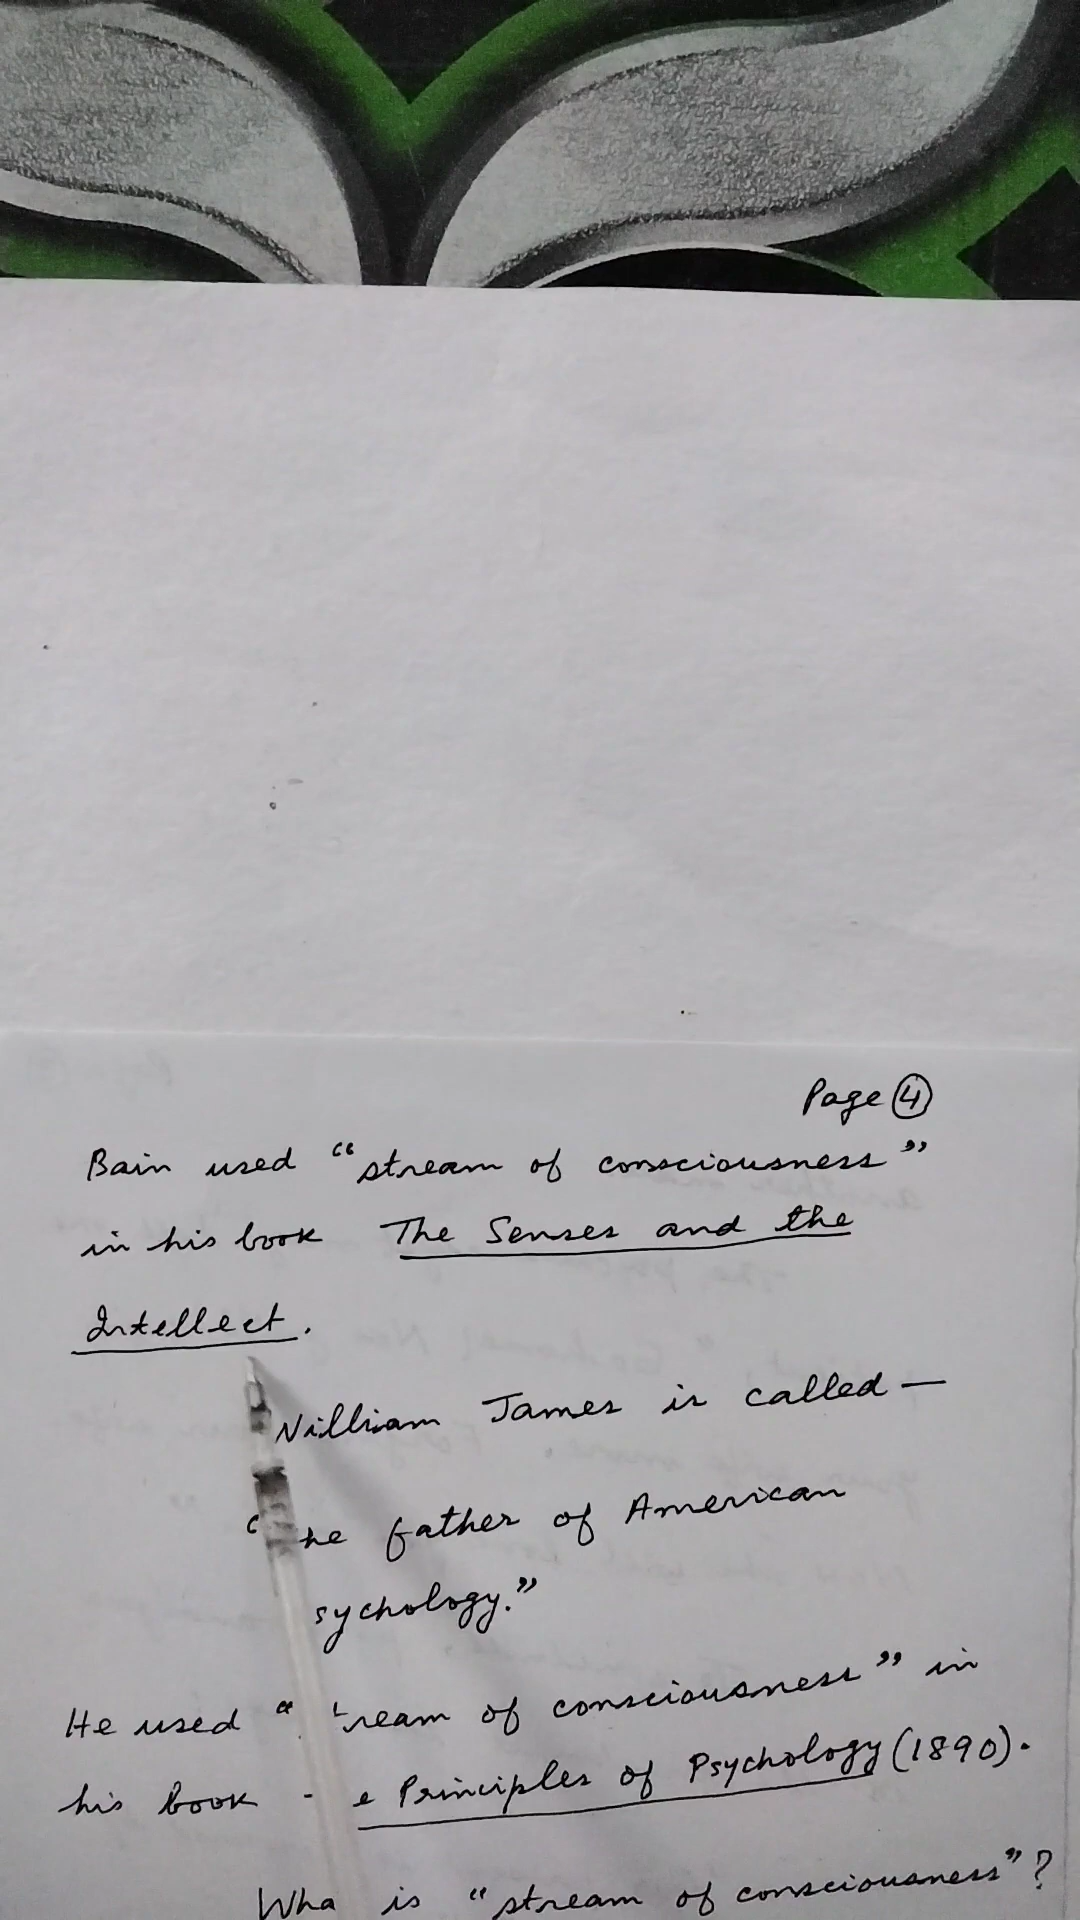 Page 4
Bain used "stream of consciousness"
in his book The Senses and the
Intellect.
William James is called —
"The father of American
sychology."
He used "tream of consciousness" in
his book - e Principles of Psychology (1890).
Wha is "stream of consciousness"?